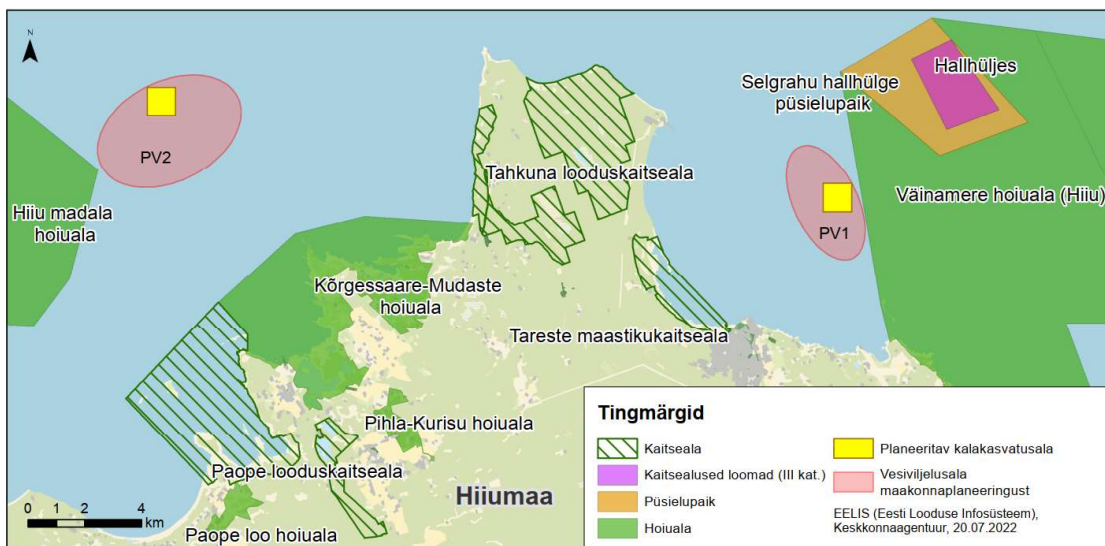 N
Hallhüljes
Selgrahu hallhülge
püsielupaik
PV2
Tahkuna looduskaitseala
Väinamere hoiuala (Hiiu)
Hiiu madala
hoiuala
PV1
Kõrgessaare-Mudaste
hoiuala
Tareste maastikukaitseala
Pihla-Kurisu hoiuala
Paope looduskaitseala
Hiiumaa
0 1 2 4
km
Paope loo hoiuala
Tingmärgid
Kaitseala
Kaitsealused loomad (III kat.)
Püsielupaik
Hoiuala
Planeeritav kalakasvatusala
Vesiviljelusala
maakonnaplaneeringust
EELIS (Eesti Looduse Infosüsteem),
Keskkonnaagentuur, 20.07.2022